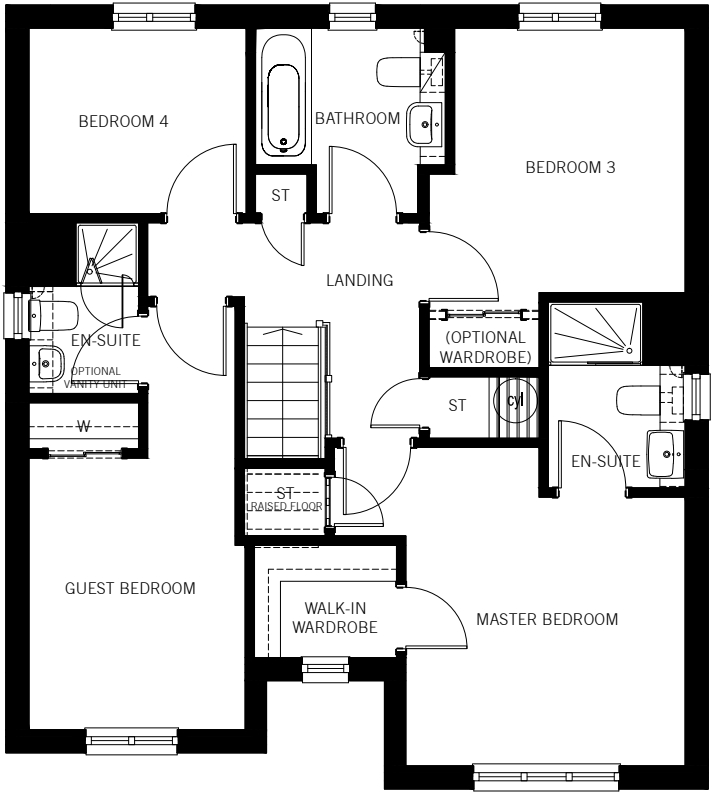 BEDROOM 4
BATHROOM
BEDROOM 3
ST
LANDING
EN-SUITE
OPTIONAL
VANITY UNIT
(OPTIONAL
WARDROBE)
W
ST
cyl
EN-SUITE
ST
RAISED FLOOR
GUEST BEDROOM
WALK-IN
WARDROBE
MASTER BEDROOM